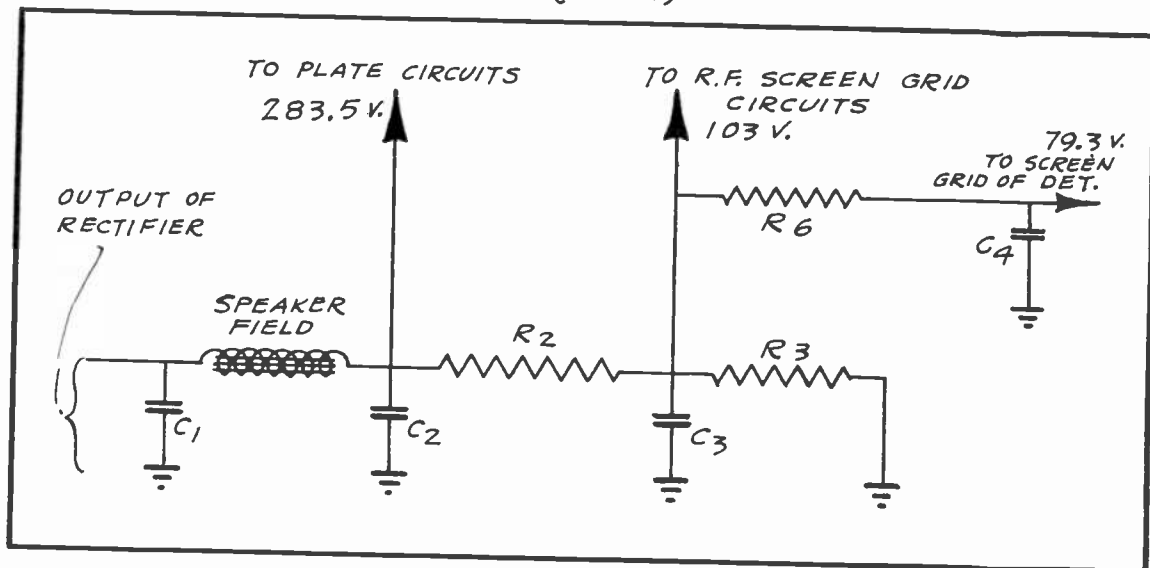 TO PLATE CIRCUITS
283.5 V.
TO R.F. SCREEN GRID
CIRCUITS
103 V.
79.3 V.
TO SCREEN
GRID OF DET.
OUTPUT OF
RECTIFIER
SPEAKER
FIELD
R6
C4
R2
R3
C1
C2
C3